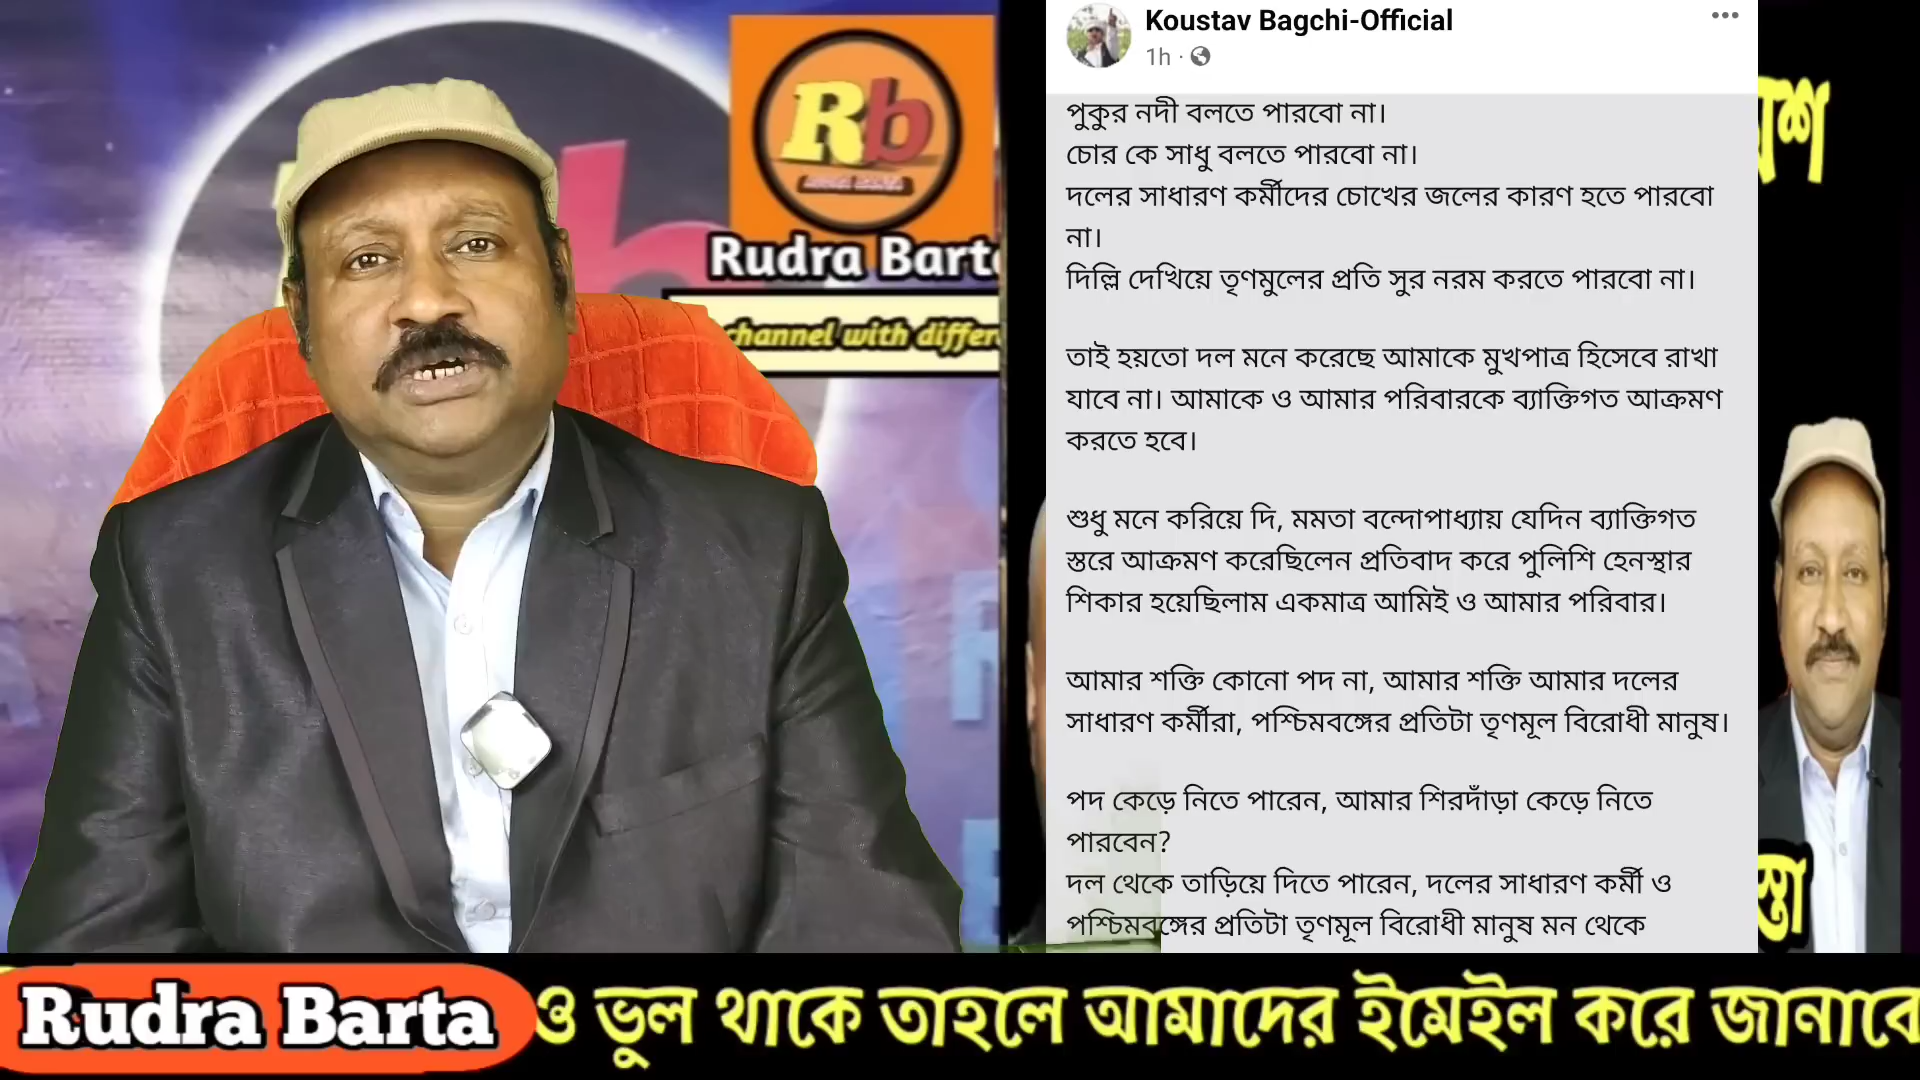 Rb
Rudra Barta
channel with differ
Koustav Bagchi-Official
1h ·
পুকুর নদী বলতে পারবো না।
চোর কে সাধু বলতে পারবো না।
দলের সাধারণ কর্মীদের চোখের জলের কারণ হতে পারবো
না।
দিল্লি দেখিয়ে তৃণমুলের প্রতি সুর নরম করতে পারবো না।
তাই হয়তো দল মনে করেছে আমাকে মুখপাত্র হিসেবে রাখা
যাবে না। আমাকে ও আমার পরিবারকে ব্যাক্তিগত আক্রমণ
করতে হবে।
শুধু মনে করিয়ে দি, মমতা বন্দোপাধ্যায় যেদিন ব্যাক্তিগত
স্তরে আক্রমণ করেছিলেন প্রতিবাদ করে পুলিশি হেনস্থার
শিকার হয়েছিলাম একমাত্র আমিই ও আমার পরিবার।
আমার শক্তি কোনো পদ না, আমার শক্তি আমার দলের
সাধারণ কর্মীরা, পশ্চিমবঙ্গের প্রতিটা তৃণমূল বিরোধী মানুষ।
পদ কেড়ে নিতে পারেন, আমার শিরদাঁড়া কেড়ে নিতে
পারবেন?
দল থেকে তাড়িয়ে দিতে পারেন, দলের সাধারণ কর্মী ও
পশ্চিমবঙ্গের প্রতিটা তৃণমূল বিরোধী মানুষ মন থেকে
Rudra Barta
ও ভুল থাকে তাহলে আমাদের ইমেইল করে জানাবে